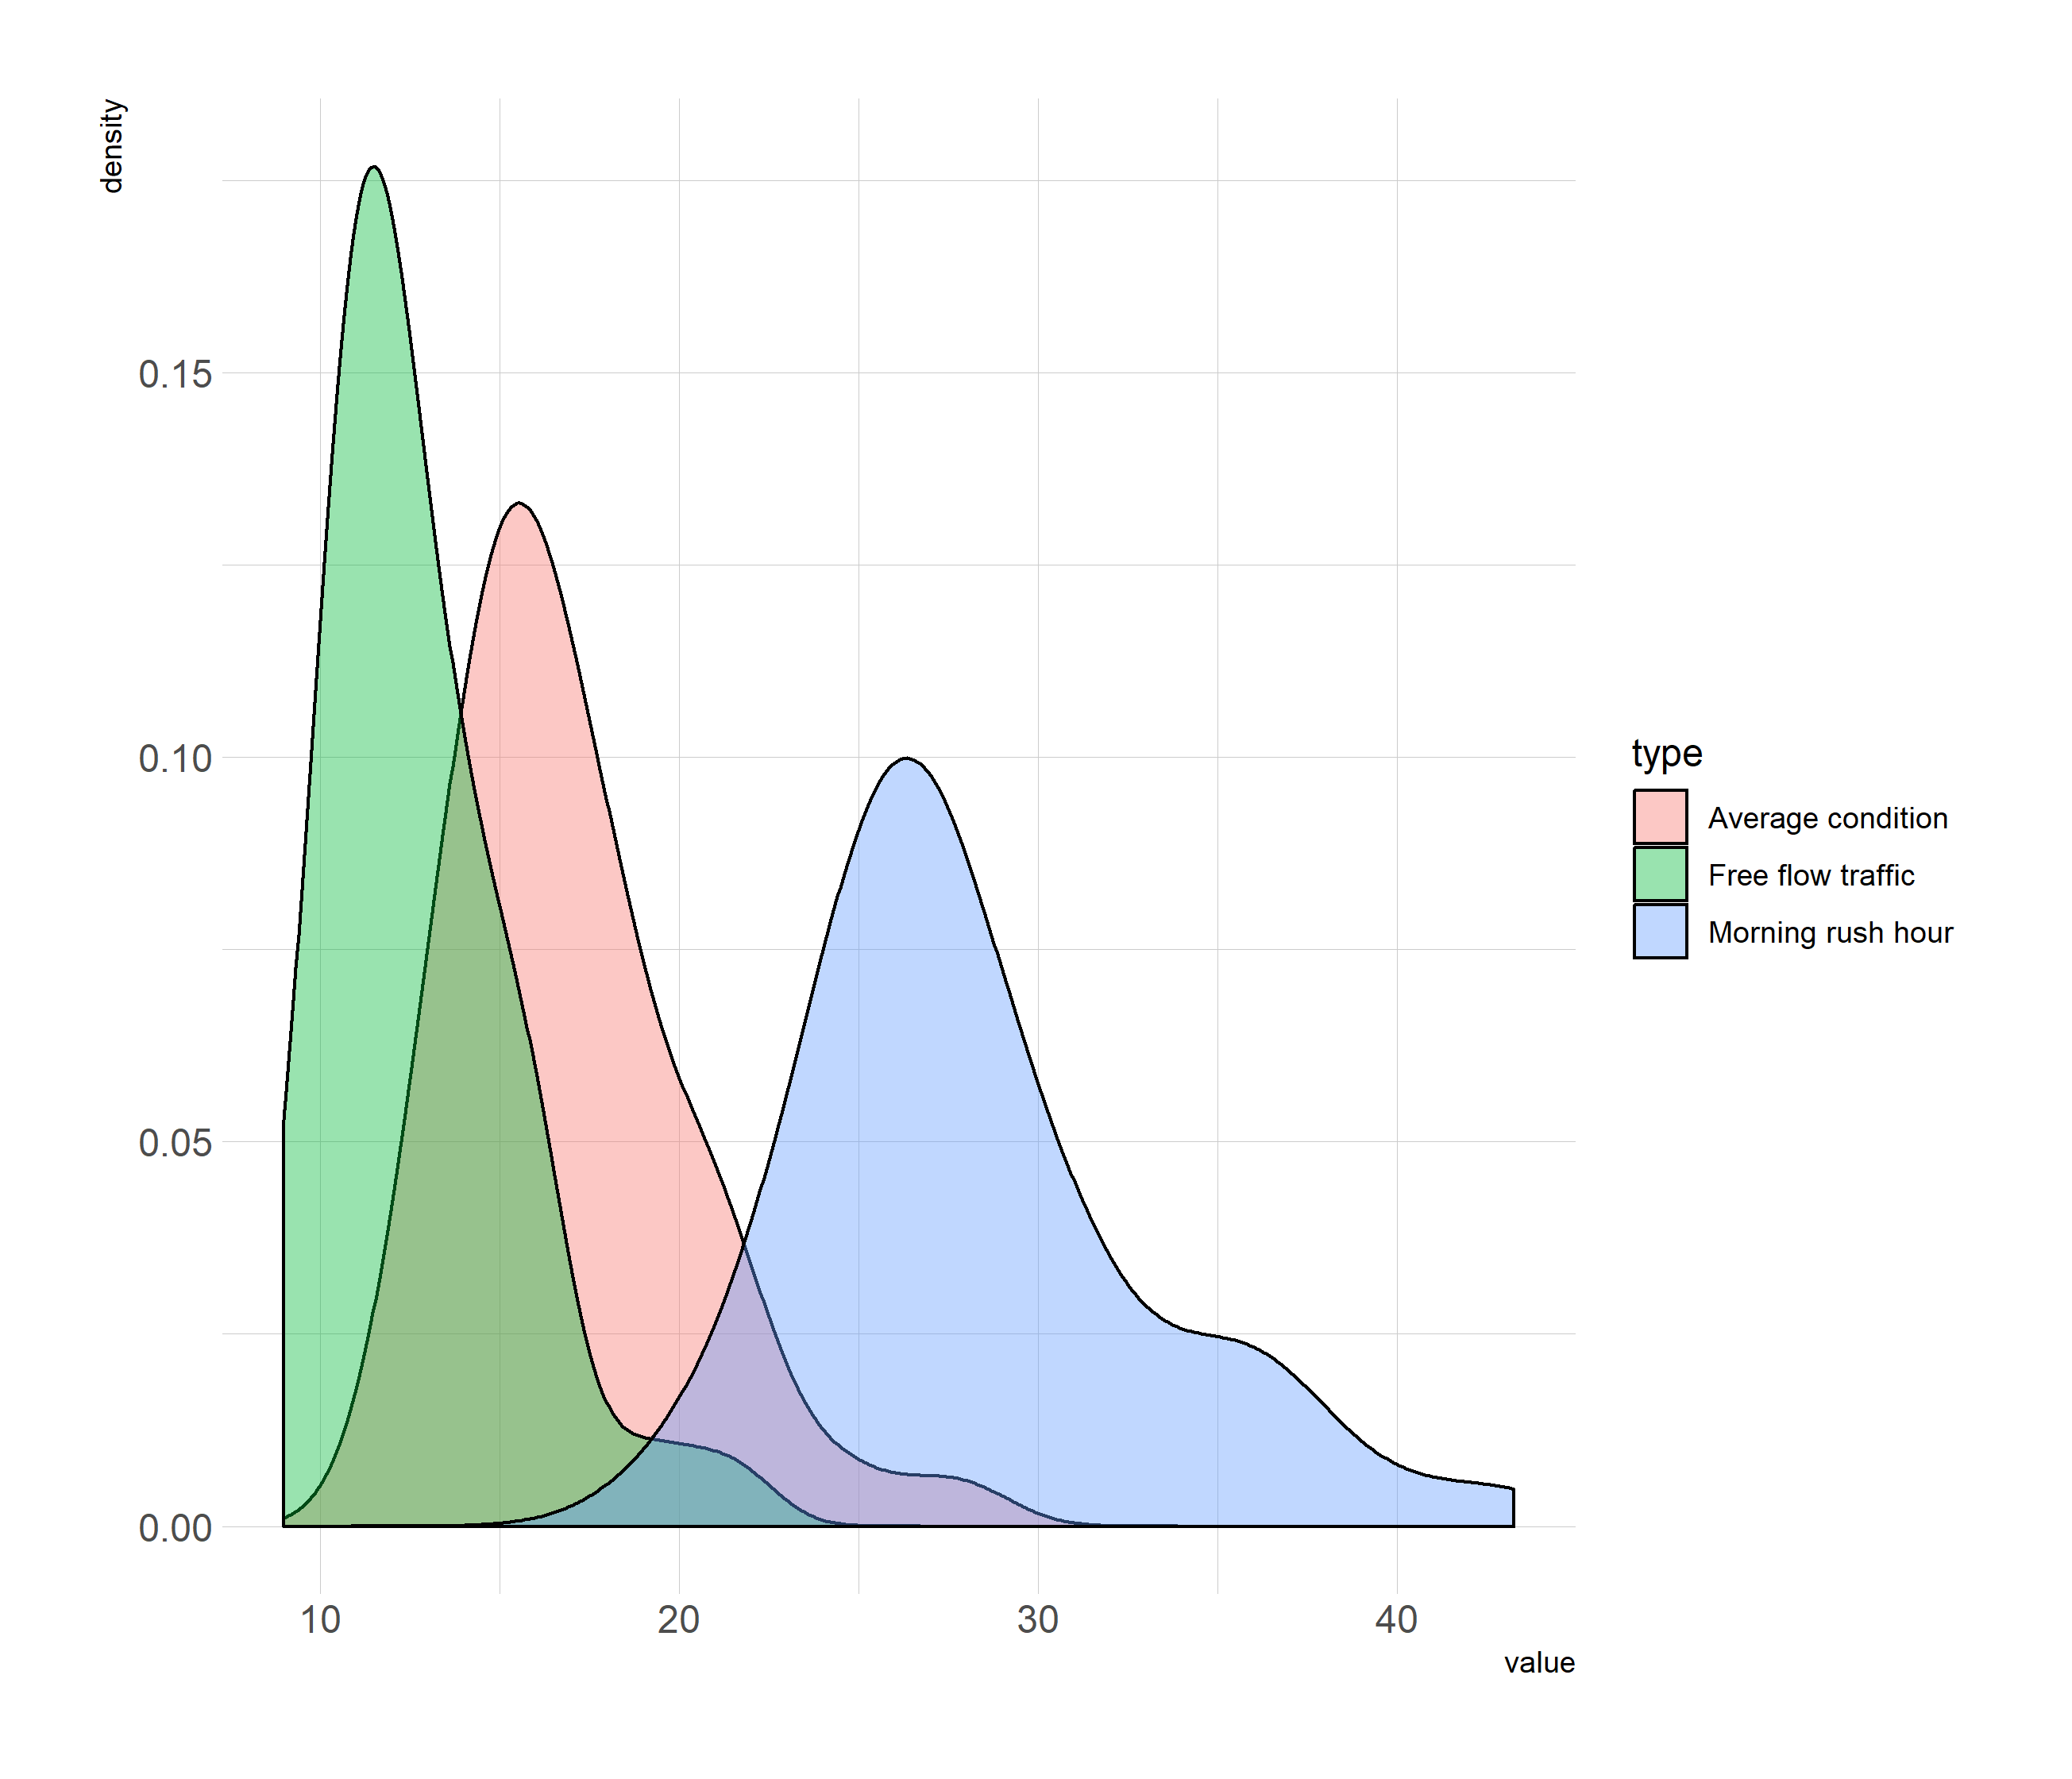 density
0.15
0.10
0.05
0.00
10 20 30 40
value
type
Average condition
Free flow traffic
Morning rush hour